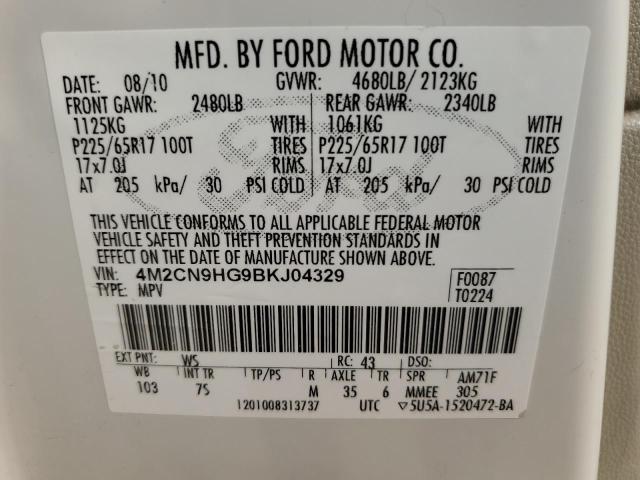 MFD. BY FORD MOTOR CO.
DATE: 08/10 GVWR: 4680LB/ 2123KG
FRONT GAWR: 2480LB REAR GAWR: 2340LB
1125KG WITH 1061KG WITH
P225/65R17 100T TIRES P225/65R17 100T TIRES
17x7.0J RIMS 17x7.0J RIMS
AT 205 kPa/ 30 PSI COLD AT 205 kPa/ 30 PSI COLD
THIS VEHICLE CONFORMS TO ALL APPLICABLE FEDERAL MOTOR
VEHICLE SAFETY AND THEFT PREVENTION STANDARDS IN
EFFECT ON THE DATE OF MANUFACTURE SHOWN ABOVE.
VIN: 4M2CN9HG9BKJ04329 F0087
TYPE: MPV T0224
EXT PNT: WS RC: 43 DSO:
WB INT TR TP/PS R AXLE TR SPR AM71F
103 7S M 35 6 MMEE 305
1201008313737 UTC ▽5U5A-1520472-BA